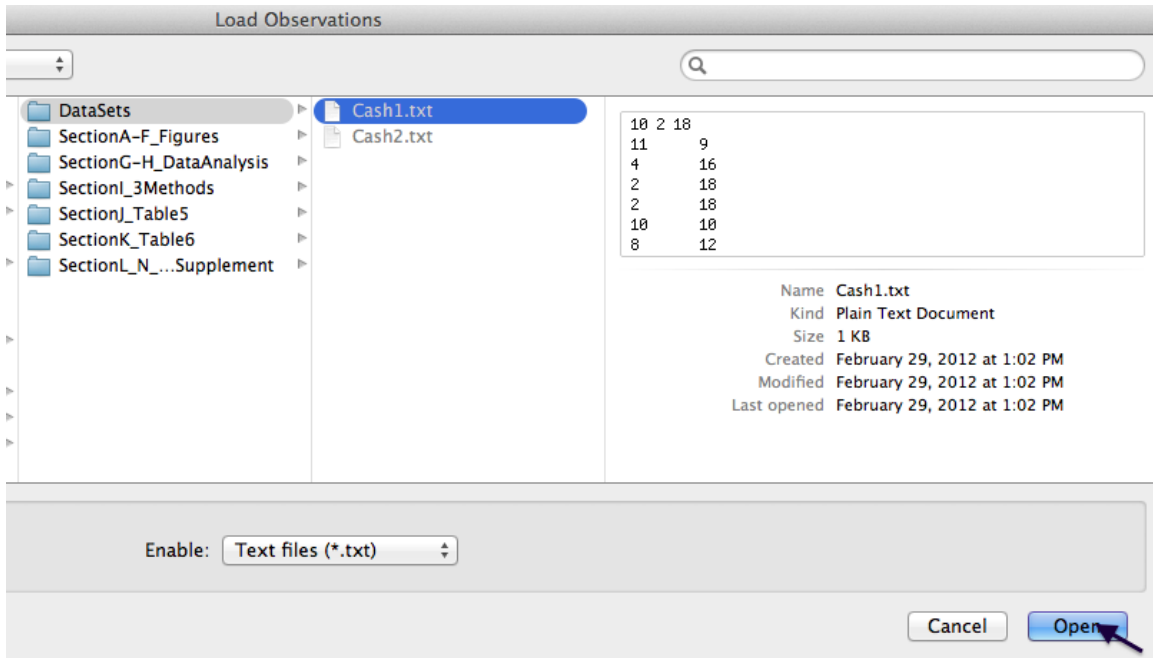 Load Observations
DataSets
SectionA-F_Figures
SectionG-H_DataAnalysis
SectionI_3Methods
SectionJ_Table5
SectionK_Table6
SectionL_N_...Supplement
Cash1.txt
Cash2.txt
10 2 18
11 9
4 16
2 18
2 18
10 10
8 12
Name Cash1.txt
Kind Plain Text Document
Size 1 KB
Created February 29, 2012 at 1:02 PM
Modified February 29, 2012 at 1:02 PM
Last opened February 29, 2012 at 1:02 PM
Enable: Text files (*.txt)
Cancel Open